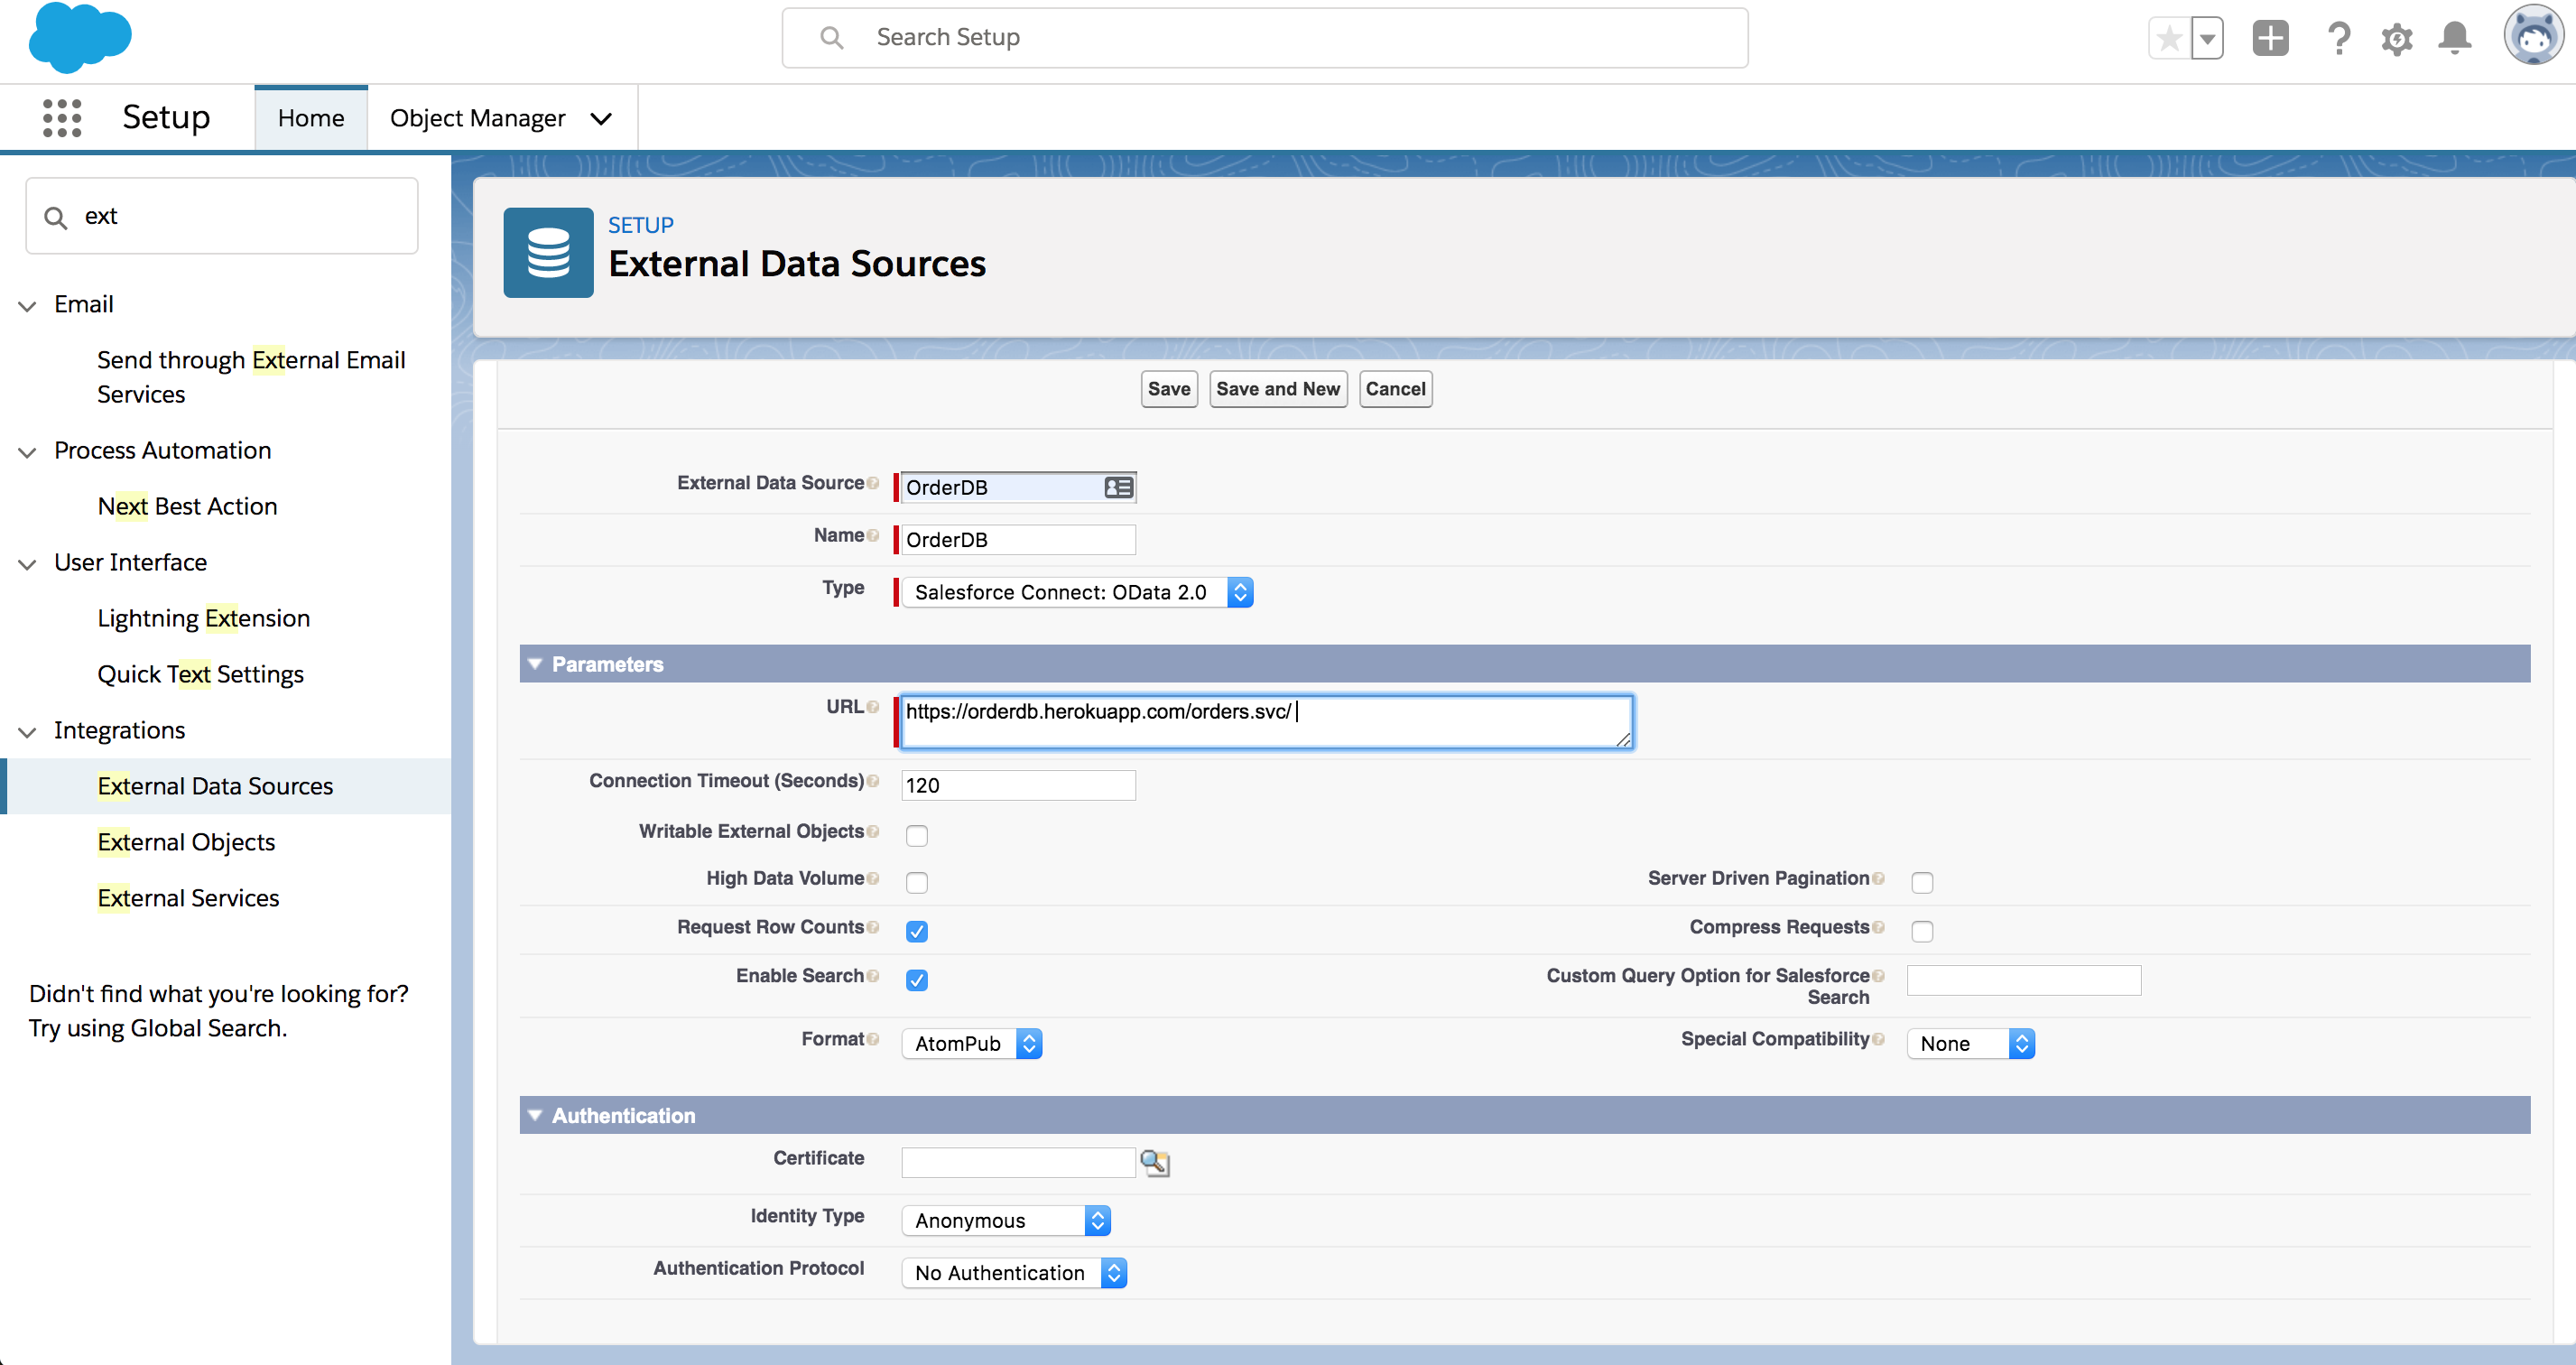 Search Setup
Setup
Home
Object Manager
ext
Email
Send through External Email
Services
Process Automation
Next Best Action
User Interface
Lightning Extension
Quick Text Settings
Integrations
External Data Sources
External Objects
External Services
Didn't find what you're looking for?
Try using Global Search.
SETUP
External Data Sources
Save
Save and New
Cancel
External Data Source ?
OrderDB
Name ?
OrderDB
Type
Salesforce Connect: OData 2.0
Parameters
URL ?
https://orderdb.herokuapp.com/orders.svc/
Connection Timeout (Seconds) ?
120
Writable External Objects ?
High Data Volume ?
Server Driven Pagination ?
Request Row Counts ?
Compress Requests ?
Enable Search ?
Custom Query Option for Salesforce ?
Search
Format ?
AtomPub
Special Compatibility ?
None
Authentication
Certificate
Identity Type
Anonymous
Authentication Protocol
No Authentication